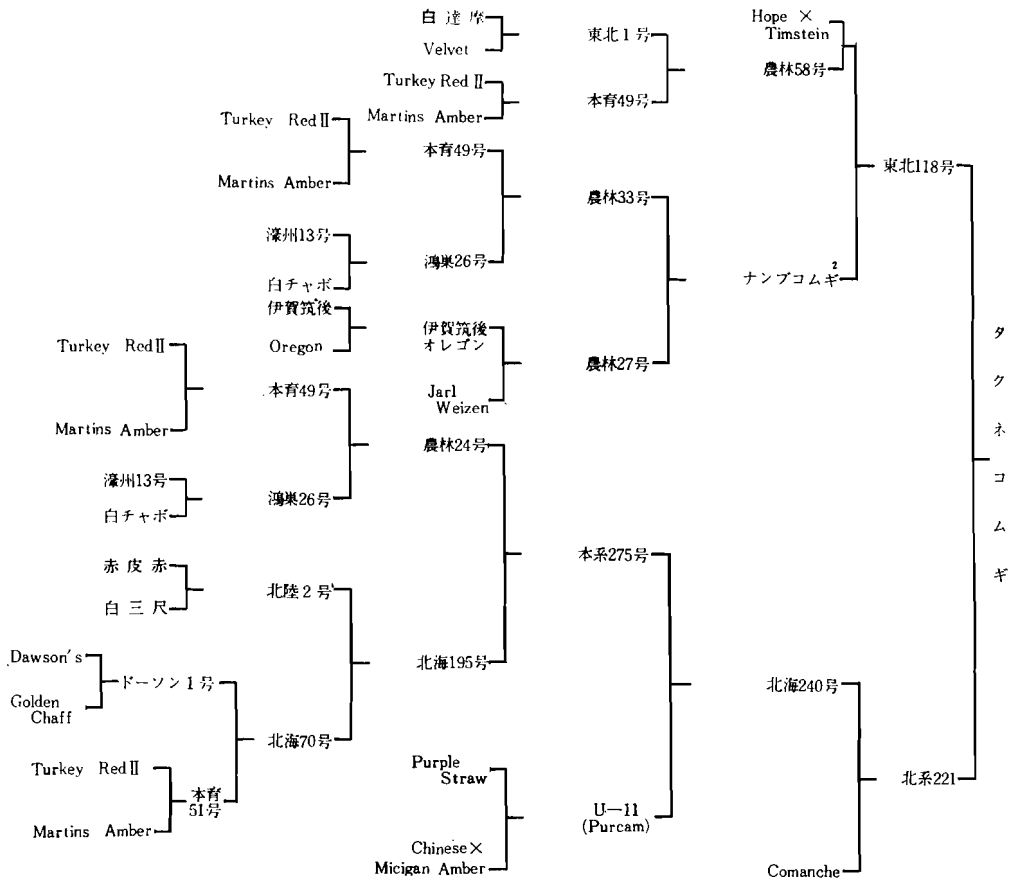 白達摩
Velvet
東北1号
Turkey Red II
Martins Amber
本育49号
Hope ×
Timstein
農林58号
Turkey Red II
Martins Amber
本育49号
濠州13号
白チャボ
鴻巣26号
農林33号
伊賀筑後
Oregon
伊賀筑後
オレゴン
Jarl
Weizen
農林27号
ナンブコムギ2
東北118号
Turkey Red II
Martins Amber
本育49号
濠州13号
白チャボ
鴻巣26号
農林24号
赤皮赤
白三尺
北陸2号
Dawson's
Golden
Chaff
ドーソン1号
Turkey Red II
Martins Amber
本育
51号
北海70号
北海195号
本系275号
Purple
Straw
Chinese ×
Micigan Amber
U-11
(Purcam)
北海240号
Comanche
北系221
タクネコムギ